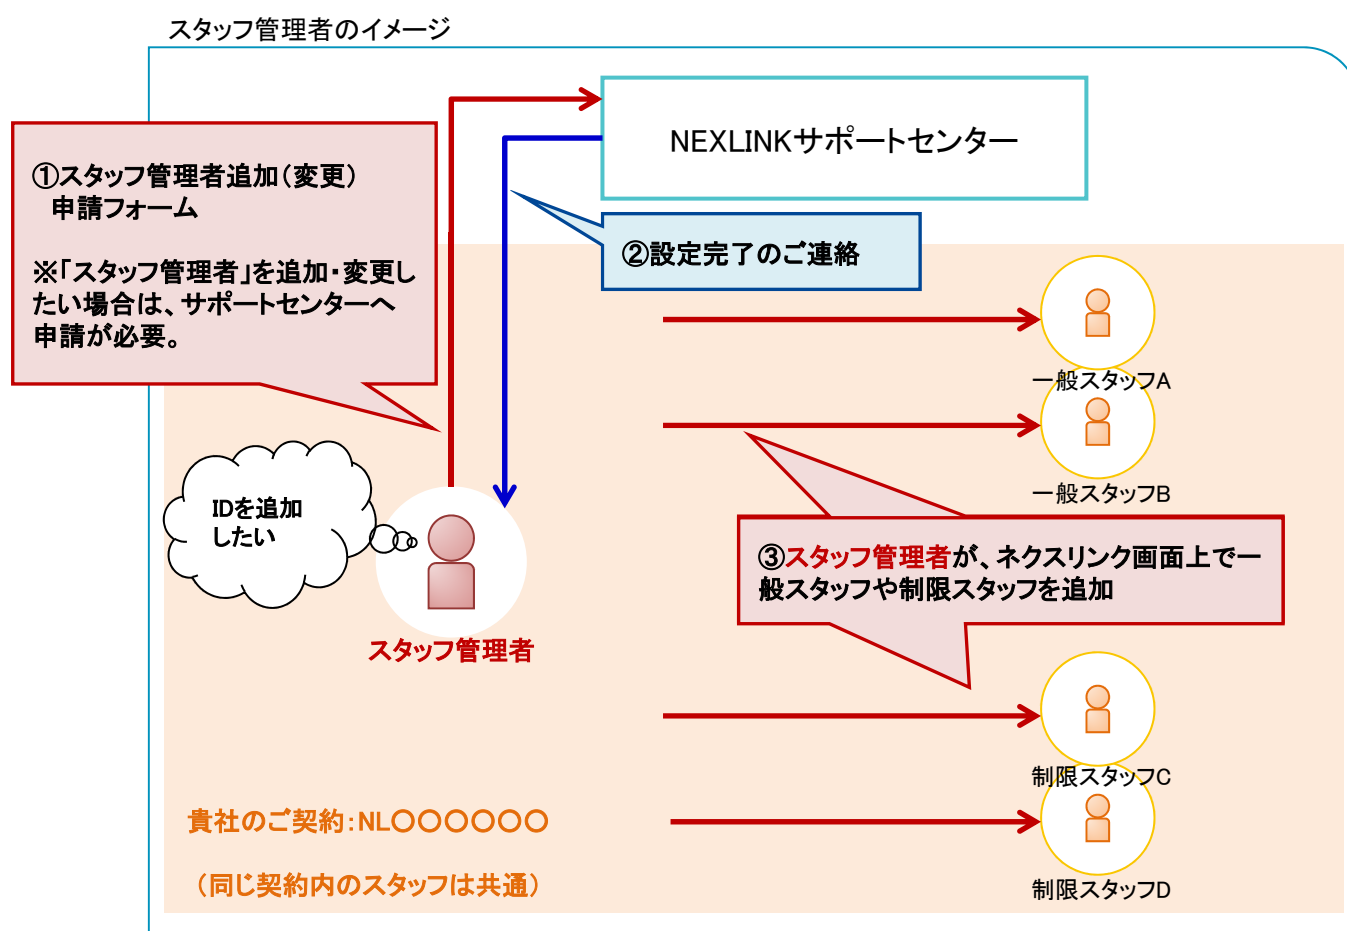 スタッフ管理者のイメージ
NEXLINKサポートセンター
①スタッフ管理者追加（変更）
申請フォーム
※「スタッフ管理者」を追加・変更し
たい場合は、サポートセンターへ
申請が必要。
②設定完了のご連絡
一般スタッフA
一般スタッフB
IDを追加
したい
③スタッフ管理者が、ネクスリンク画面上で一
般スタッフや制限スタッフを追加
スタッフ管理者
制限スタッフC
貴社のご契約：NL〇〇〇〇〇〇
（同じ契約内のスタッフは共通）
制限スタッフD